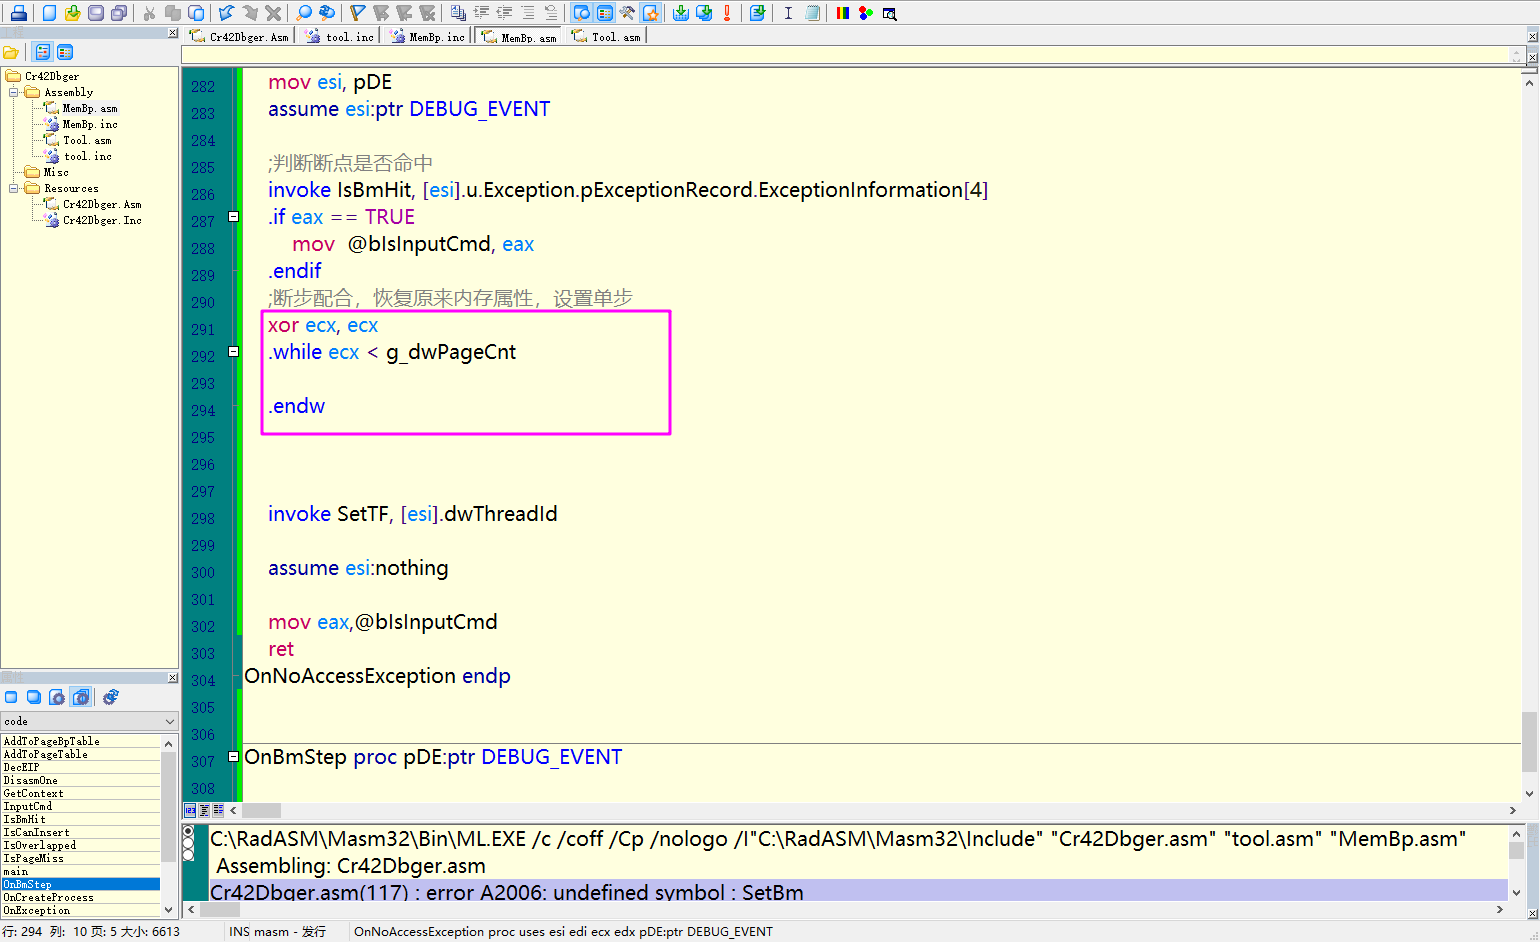 Cr42Dbger.Asm
tool.inc
MemBp.inc
MemBp.asm
Tool.asm
Cr42Dbger
Assembly
MemBp.asm
MemBp.inc
Tool.asm
tool.inc
Misc
Resources
Cr42Dbger.Asm
Cr42Dbger.Inc
code
AddToPageBpTable
AddToPageTable
DecEIP
DisasmOne
GetContext
InputCmd
IsBmHit
IsCanInsert
IsOverlapped
IsPageMiss
main
OnBmStep
OnCreateProcess
OnException
282 mov esi, pDE
283 assume esi:ptr DEBUG_EVENT
284
285 ;判断断点是否命中
286 invoke IsBmHit, [esi].u.Exception.pExceptionRecord.ExceptionInformation[4]
287 .if eax == TRUE
288 mov @bIsInputCmd, eax
289 .endif
290 ;断步配合，恢复原来内存属性，设置单步
291 xor ecx, ecx
292 .while ecx < g_dwPageCnt
293
294 .endw
295
296
297
298 invoke SetTF, [esi].dwThreadId
299
300 assume esi:nothing
301
302 mov eax,@bIsInputCmd
303 ret
304 OnNoAccessException endp
305
306
307 OnBmStep proc pDE:ptr DEBUG_EVENT
308
C:\RadASM\Masm32\Bin\ML.EXE /c /coff /Cp /nologo /I"C:\RadASM\Masm32\Include" "Cr42Dbger.asm" "tool.asm" "MemBp.asm"
Assembling: Cr42Dbger.asm
Cr42Dbger.asm(117) : error A2006: undefined symbol : SetBm
行: 294 列: 10 页: 5 大小: 6613 INS masm - 发行 OnNoAccessException proc uses esi edi ecx edx pDE:ptr DEBUG_EVENT